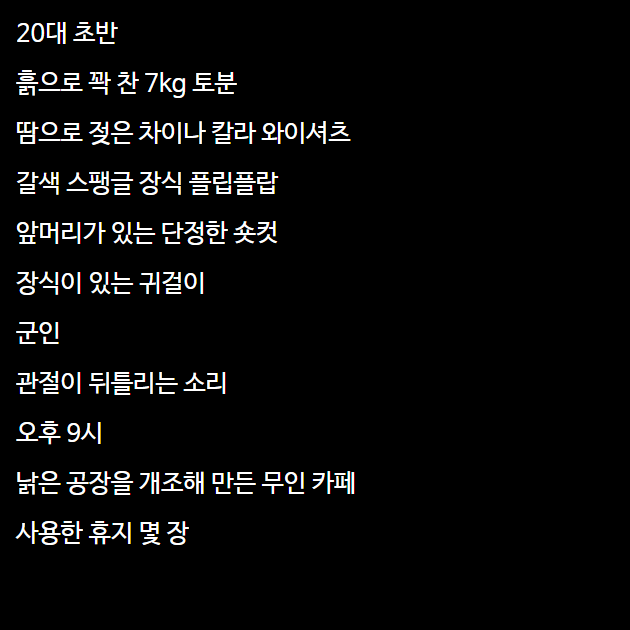 20대 초반
흙으로 꽉 찬 7kg 토분
땀으로 젖은 차이나 칼라 와이셔츠
갈색 스팽글 장식 플립플랍
앞머리가 있는 단정한 숏컷
장식이 있는 귀걸이
군인
관절이 뒤틀리는 소리
오후 9시
낡은 공장을 개조해 만든 무인 카페
사용한 휴지 몇 장